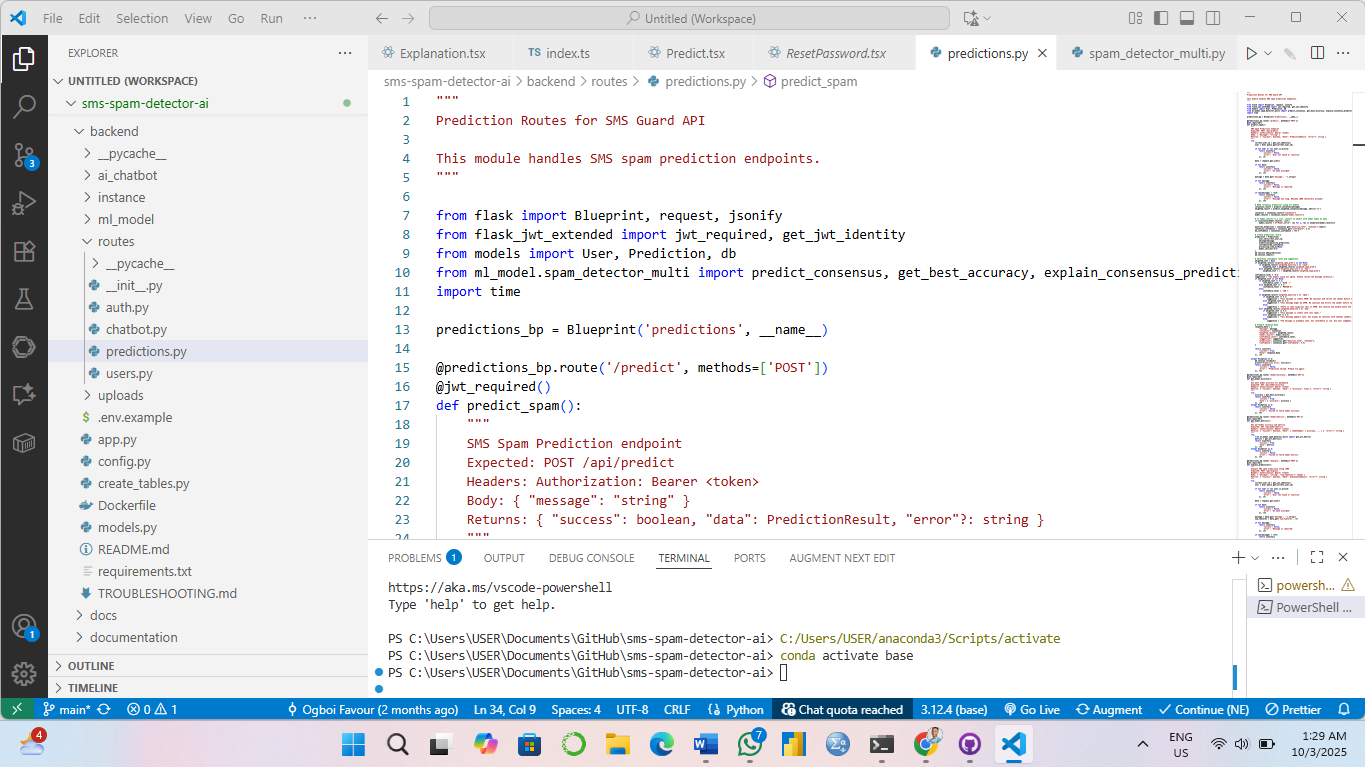 File Edit Selection View Go Run ··· Untitled (Workspace)
EXPLORER ···
UNTITLED (WORKSPACE)
sms-spam-detector-ai
backend
__pycache__
ai_chatbot
instance
ml_model
routes
__pycache__
__init__.py
auth.py
chatbot.py
predictions.py
users.py
uploads
$ .env.example
app.py
config.py
create_tables.py
Dockerfile
models.py
README.md
requirements.txt
TROUBLESHOOTING.md
docs
documentation
OUTLINE
TIMELINE
3
1
Explanation.tsx TS index.ts Predict.tsx ResetPassword.tsx predictions.py spam_detector_multi.py
sms-spam-detector-ai > backend > routes > predictions.py > predict_spam
1 """
2 Prediction Routes for SMS Guard API
3
4 This module handles SMS spam prediction endpoints.
5 """
6
7 from flask import Blueprint, request, jsonify
8 from flask_jwt_extended import jwt_required, get_jwt_identity
9 from models import User, Prediction, db
10 from ml_model.spam_detector_multi import predict_consensus, get_best_accuracy, explain_consensus_predicti
11 import time
12
13 predictions_bp = Blueprint('predictions', __name__)
14
15 @predictions_bp.route('/predict', methods=['POST'])
16 @jwt_required()
17 def predict_spam():
18 """
19 SMS Spam Prediction endpoint
20 Expected: POST /api/predict
21 Headers: Authorization: Bearer <token>
22 Body: { "message": "string" }
23 Returns: { "success": boolean, "data": PredictionResult, "error"?: string }
24 """
PROBLEMS 1 OUTPUT DEBUG CONSOLE TERMINAL PORTS AUGMENT NEXT EDIT
https://aka.ms/vscode-powershell
Type 'help' to get help.
PS C:\Users\USER\Documents\GitHub\sms-spam-detector-ai> C:/Users/USER/anaconda3/Scripts/activate
PS C:\Users\USER\Documents\GitHub\sms-spam-detector-ai> conda activate base
PS C:\Users\USER\Documents\GitHub\sms-spam-detector-ai>
powersh...
PowerShell ...
main* 0 1 Ogboi Favour (2 months ago) Ln 34, Col 9 Spaces: 4 UTF-8 CRLF Python Chat quota reached 3.12.4 (base) Go Live Augment Continue (NE) Prettier
4
7
ENG
US
1:29 AM
10/3/2025